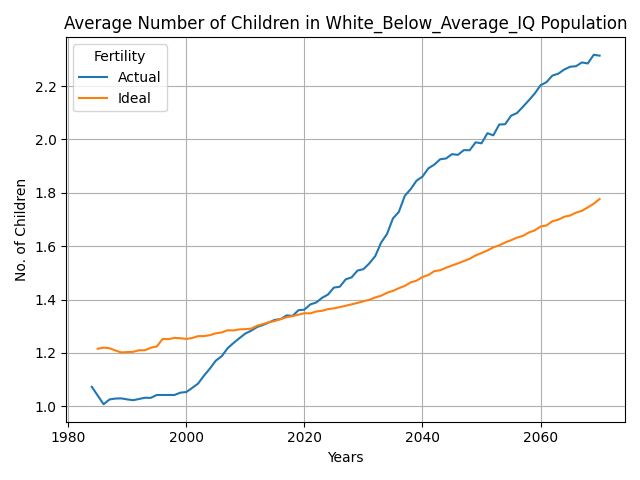 Average Number of Children in White_Below_Average_IQ Population
Fertility
Actual
Ideal
2.2
2.0
1.8
1.6
1.4
1.2
1.0
No. of Children
1980
2000
2020
2040
2060
Years